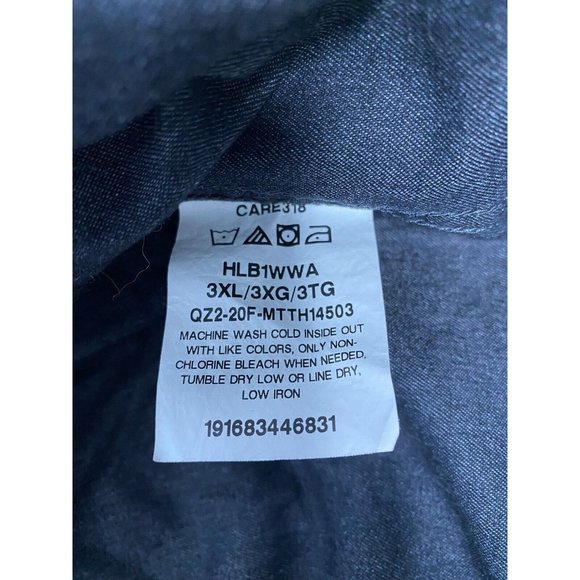 CARE318
HLB1WWA
3XL/3XG/3TG
QZ2-20F-MTTH14503
MACHINE WASH COLD INSIDE OUT
WITH LIKE COLORS, ONLY NON-
CHLORINE BLEACH WHEN NEEDED,
TUMBLE DRY LOW OR LINE DRY,
LOW IRON
191683446831